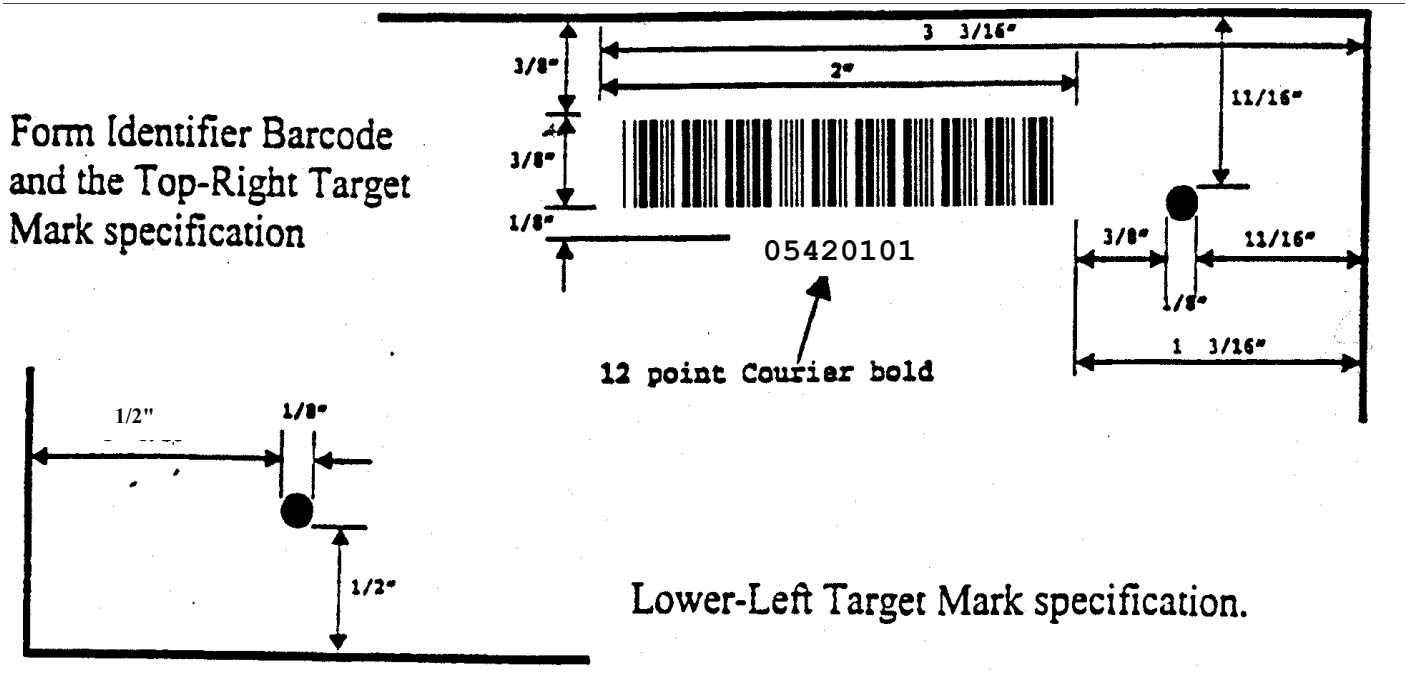 3 3/16"
3/8"
2"
11/16"
Form Identifier Barcode
and the Top-Right Target
Mark specification
3/8"
1/8"
05420101
3/8"
11/16"
1/8"
1 3/16"
12 point Courier bold
1/2"
1/8"
1/2"
Lower-Left Target Mark specification.